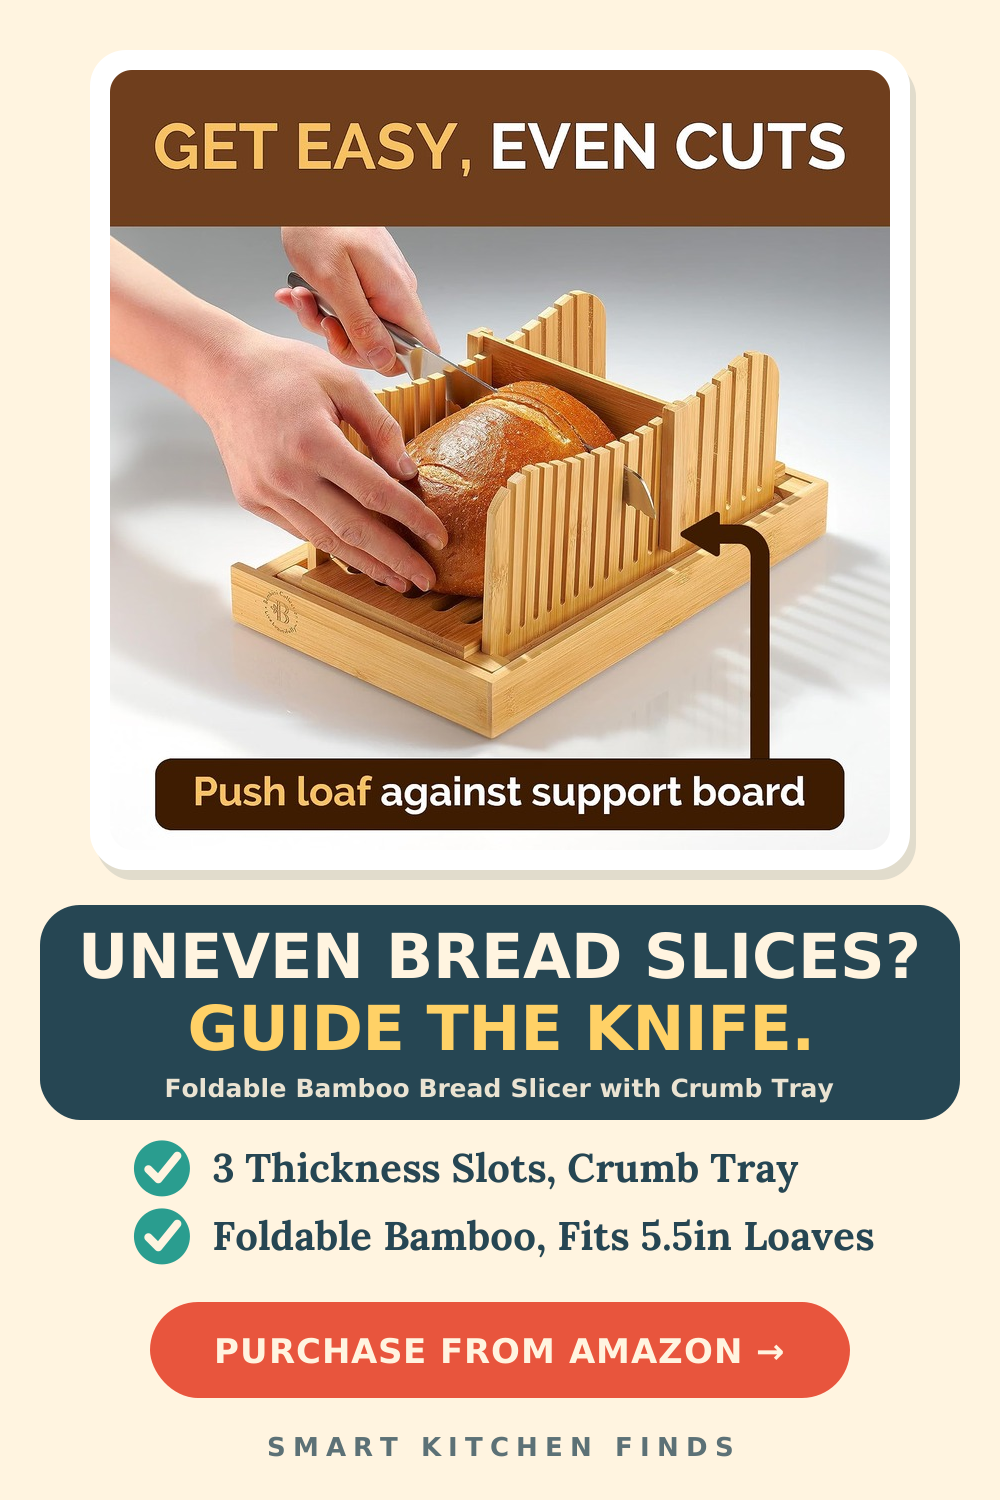 GET EASY, EVEN CUTS
Push loaf against support board
UNEVEN BREAD SLICES?
GUIDE THE KNIFE.
Foldable Bamboo Bread Slicer with Crumb Tray
3 Thickness Slots, Crumb Tray
Foldable Bamboo, Fits 5.5in Loaves
PURCHASE FROM AMAZON →
SMART KITCHEN FINDS